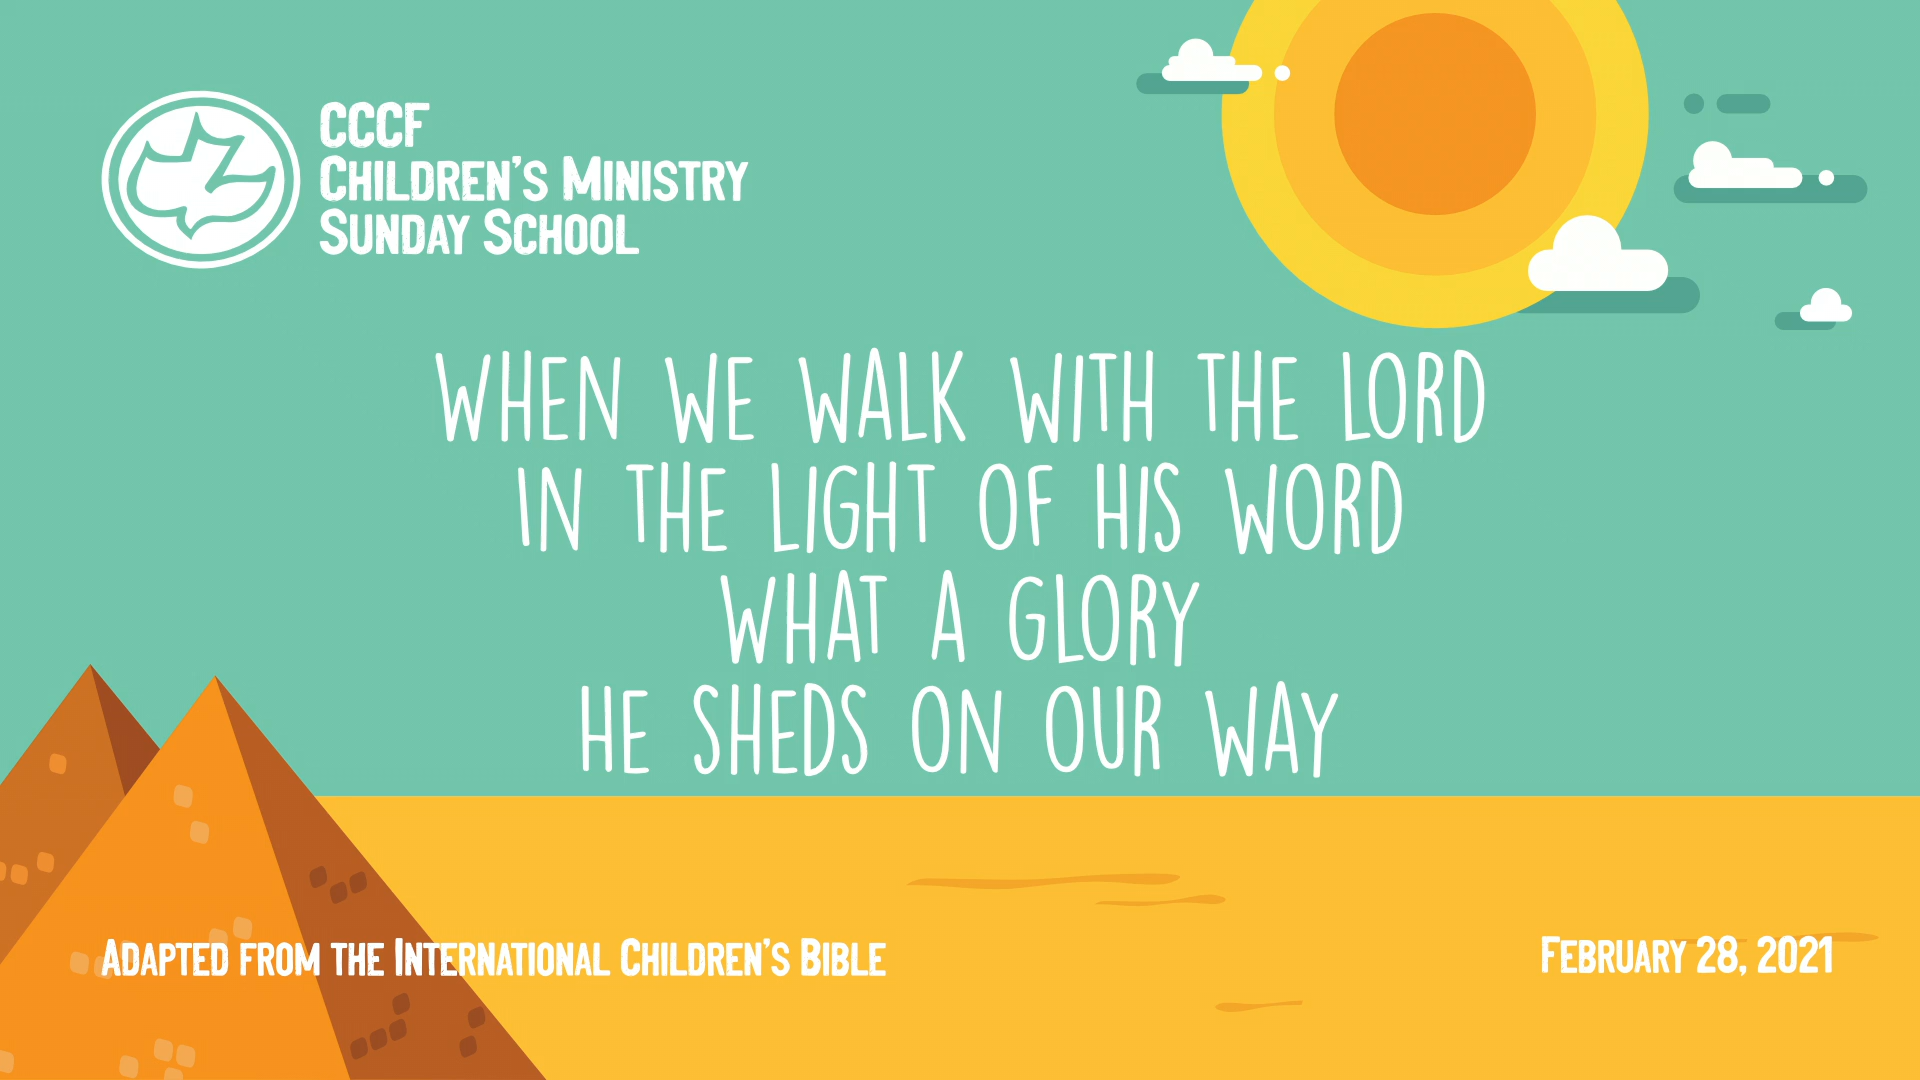 CCCF
Children's Ministry
Sunday School
WHEN WE WALK WITH THE LORD
IN THE LIGHT OF HIS WORD
WHAT A GLORY
HE SHEDS ON OUR WAY
Adapted from the International Children's Bible
February 28, 2021